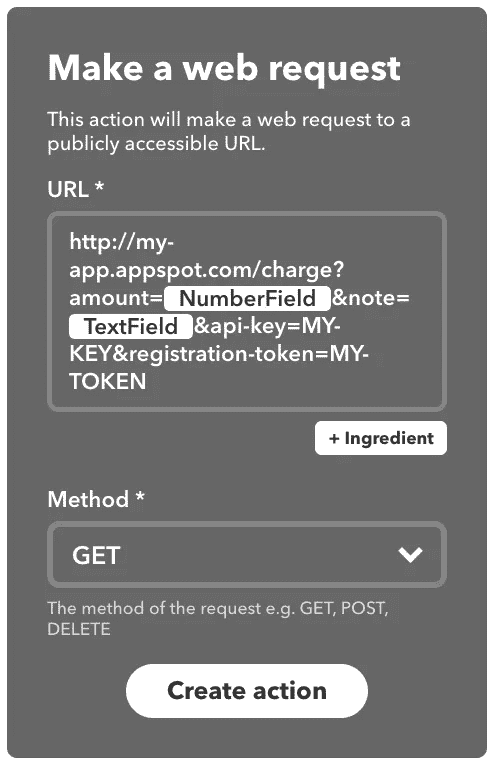 Make a web request
This action will make a web request to a
publicly accessible URL.
URL *
http://my-
app.appspot.com/charge?
amount= NumberField &note=
TextField &api-key=MY-
KEY&registration-token=MY-
TOKEN
+ Ingredient
Method *
GET
The method of the request e.g. GET, POST,
DELETE
Create action